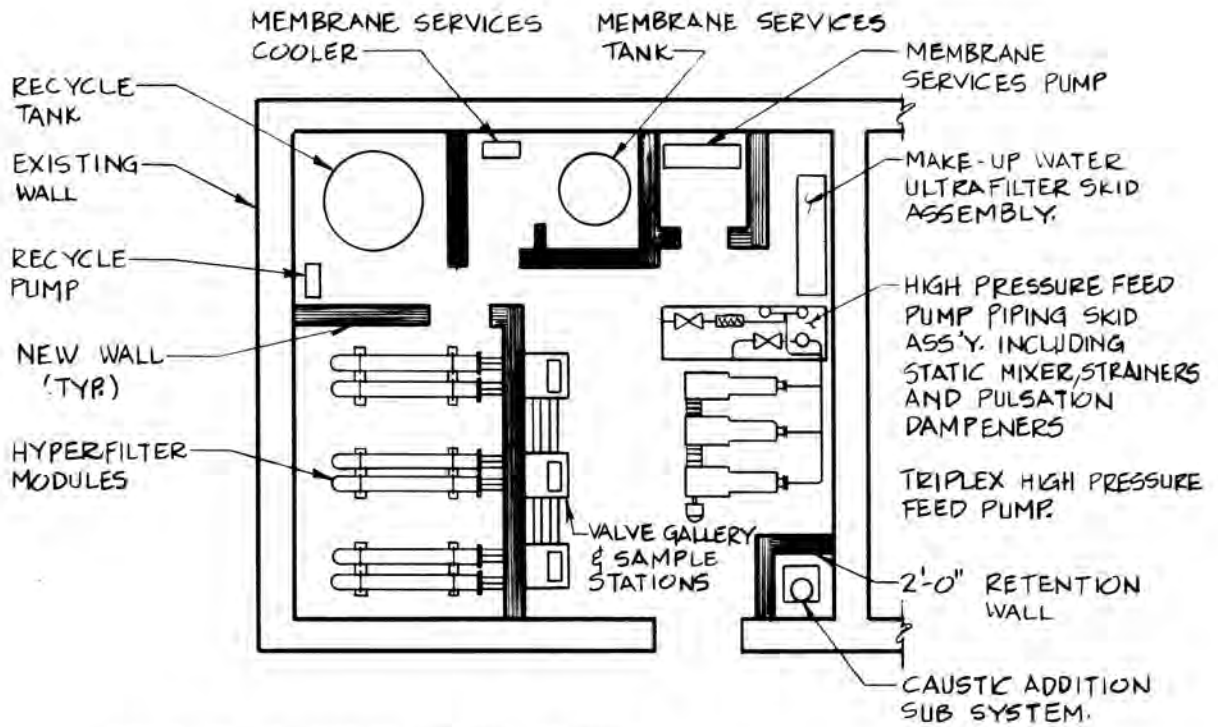 MEMBRANE SERVICES
COOLER
MEMBRANE SERVICES
TANK
MEMBRANE
SERVICES PUMP
RECYCLE
TANK
EXISTING
WALL
RECYCLE
PUMP
NEW WALL
(TYP.)
HYPERFILTER
MODULES
MAKE-UP WATER
ULTRAFILTER SKID
ASSEMBLY.
HIGH PRESSURE FEED
PUMP PIPING SKID
ASS'Y. INCLUDING
STATIC MIXER, STRAINERS
AND PULSATION
DAMPENERS
TRIPLEX HIGH PRESSURE
FEED PUMP.
VALVE GALLERY
& SAMPLE
STATIONS
2'-0" RETENTION
WALL
CAUSTIC ADDITION
SUB SYSTEM.